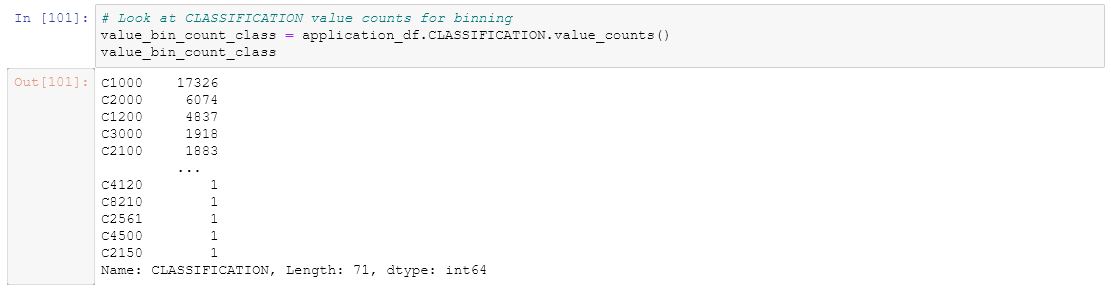 In [101]: # Look at CLASSIFICATION value counts for binning
value_bin_count_class = application_df.CLASSIFICATION.value_counts()
value_bin_count_class
Out[101]: C1000    17326
C2000     6074
C1200     4837
C3000     1918
C2100     1883
...
C4120        1
C8210        1
C2561        1
C4500        1
C2150        1
Name: CLASSIFICATION, Length: 71, dtype: int64